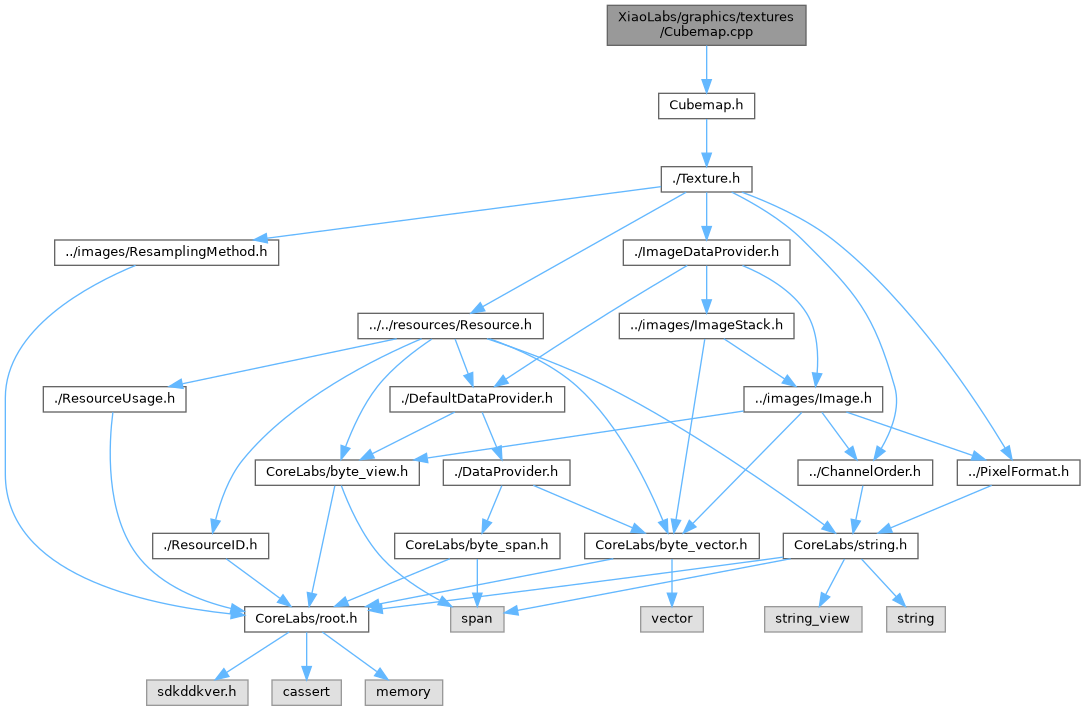 XiaoLabs/graphics/textures
/Cubemap.cpp
Cubemap.h
./Texture.h
../images/ResamplingMethod.h
./ImageDataProvider.h
../../resources/Resource.h
../images/ImageStack.h
./ResourceUsage.h
./DefaultDataProvider.h
../images/Image.h
CoreLabs/byte_view.h
./DataProvider.h
../ChannelOrder.h
../PixelFormat.h
./ResourceID.h
CoreLabs/byte_span.h
CoreLabs/byte_vector.h
CoreLabs/string.h
CoreLabs/root.h
span
vector
string_view
string
sdkddkver.h
cassert
memory